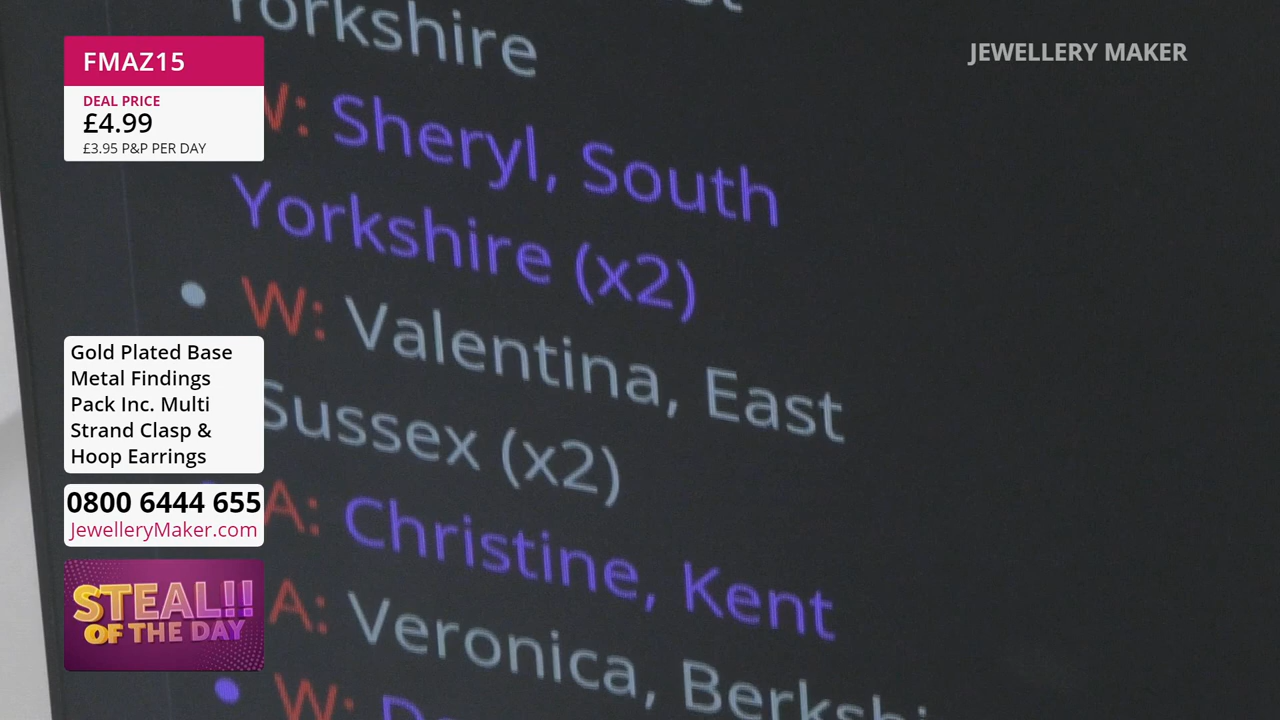 Yorkshire
FMAZ15
JEWELLERY MAKER
DEAL PRICE
£4.99
£3.95 P&P PER DAY
W: Sheryl, South
Yorkshire (x2)
W: Valentina, East
Sussex (x2)
A: Christine, Kent
A: Veronica,
W:
Gold Plated Base
Metal Findings
Pack Inc. Multi
Strand Clasp &
Hoop Earrings
0800 6444 655
JewelleryMaker.com
STEAL!!
OF THE DAY